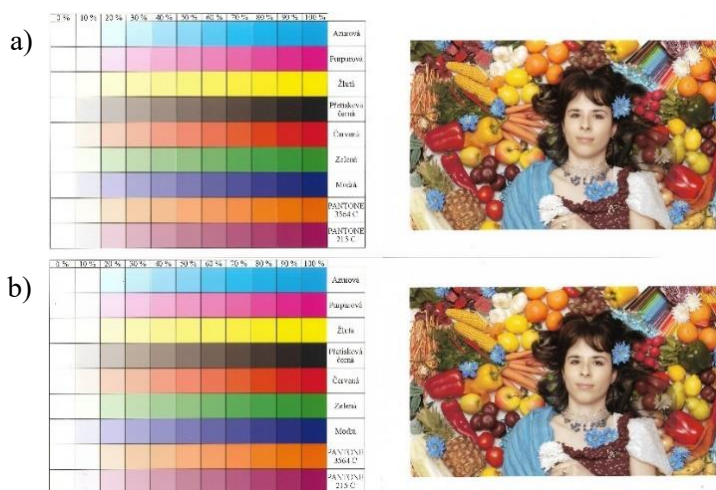 a)
0 % 10 % 20 % 30 % 40 % 50 % 60 % 70 % 80 % 90 % 100 %
Azurová
Purpurová
Žlutá
Přetisková
černá
Červená
Zelená
Modrá
PANTONE
3564 C
PANTONE
215 C
b)
0 % 10 % 20 % 30 % 40 % 50 % 60 % 70 % 80 % 90 % 100 %
Azurová
Purpurová
Žlutá
Přetisková
černá
Červená
Zelená
Modrá
PANTONE
3564 C
PANTONE
215 C